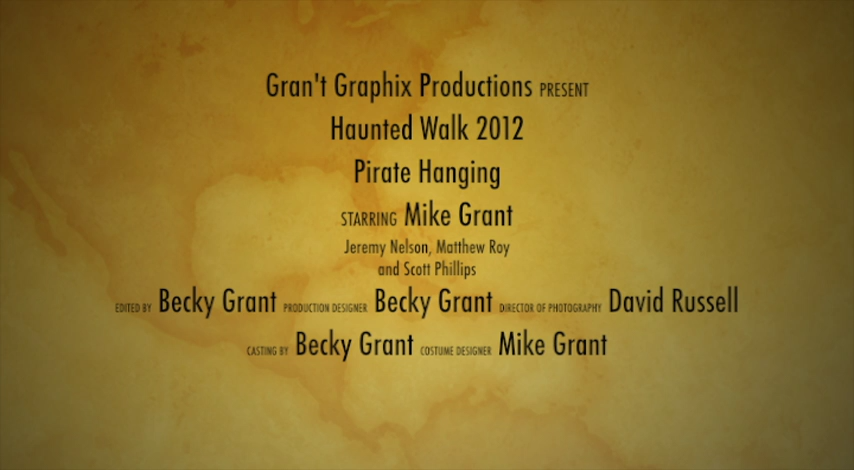 Gran't Graphix Productions PRESENT
Haunted Walk 2012
Pirate Hanging
STARRING Mike Grant
Jeremy Nelson, Matthew Roy
and Scott Phillips
EDITED BY Becky Grant PRODUCTION DESIGNER Becky Grant DIRECTOR OF PHOTOGRAPHY David Russell
CASTING BY Becky Grant COSTUME DESIGNER Mike Grant